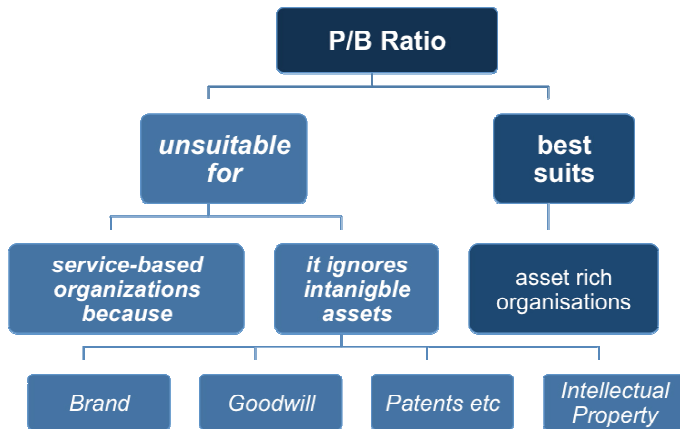 P/B Ratio
unsuitable
for
best
suits
service-based
organizations
because
it ignores
intanigble
assets
asset rich
organisations
Brand
Goodwill
Patents etc
Intellectual
Property